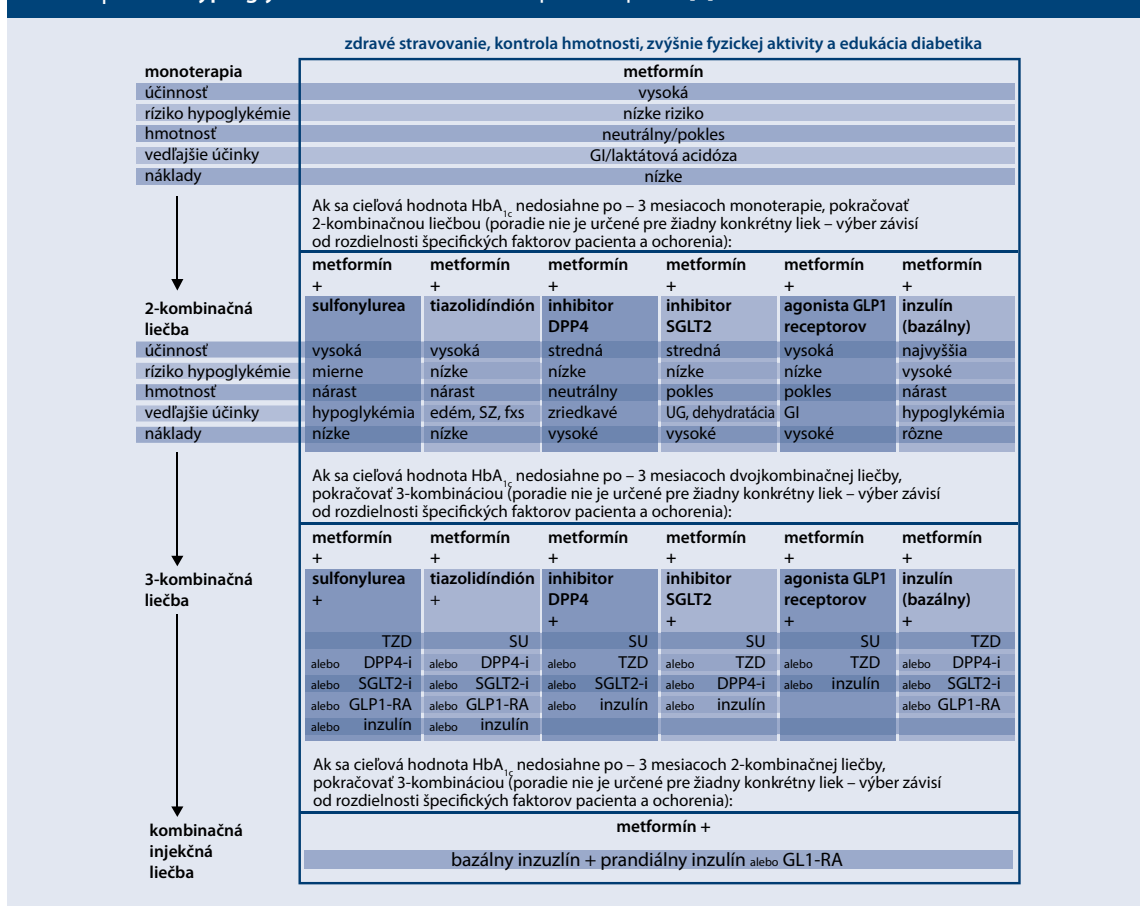 zdravé stravovanie, kontrola hmotnosti, zvýšnie fyzickej aktivity a edukácia diabetika
monoterapia metformín
účinnosť vysoká
ríziko hypoglykémie nízke riziko
hmotnosť neutrálny/pokles
vedľajšie účinky GI/laktátová acidóza
náklady nízke
Ak sa cieľová hodnota HbA1c nedosiahne po – 3 mesiacoch monoterapie, pokračovať
2-kombinačnou liečbou (poradie nie je určené pre žiadny konkrétny liek – výber závisí
od rozdielnosti špecifických faktorov pacienta a ochorenia):
metformín metformín metformín metformín metformín metformín
+ + + + + +
2-kombinačná liečba sulfonylurea tiazolidíndión inhibitor DPP4 inhibitor SGLT2 agonista GLP1 receptorov inzulín (bazálny)
účinnosť vysoká vysoká stredná stredná vysoká najvyššia
ríziko hypoglykémie mierne nízke nízke nízke nízke vysoké
hmotnosť nárast nárast neutrálny pokles pokles nárast
vedľajšie účinky hypoglykémia edém, SZ, fxs zriedkavé UG, dehydratácia GI hypoglykémia
náklady nízke nízke vysoké vysoké vysoké rôzne
Ak sa cieľová hodnota HbA1c nedosiahne po – 3 mesiacoch dvojkombinačnej liečby,
pokračovať 3-kombináciou (poradie nie je určené pre žiadny konkrétny liek – výber závisí
od rozdielnosti špecifických faktorov pacienta a ochorenia):
metformín metformín metformín metformín metformín metformín
+ + + + + +
3-kombinačná liečba sulfonylurea + tiazolidíndión + inhibitor DPP4 + inhibitor SGLT2 + agonista GLP1 receptorov + inzulín (bazálny) +
TZD SU SU SU SU TZD
alebo DPP4-i alebo DPP4-i alebo TZD alebo TZD alebo TZD alebo DPP4-i
alebo SGLT2-i alebo SGLT2-i alebo SGLT2-i alebo DPP4-i alebo inzulín alebo SGLT2-i
alebo GLP1-RA alebo GLP1-RA alebo inzulín alebo inzulín alebo GLP1-RA
alebo inzulín alebo inzulín
Ak sa cieľová hodnota HbA1c nedosiahne po – 3 mesiacoch 2-kombinačnej liečby,
pokračovať 3-kombináciou (poradie nie je určené pre žiadny konkrétny liek – výber závisí
od rozdielnosti špecifických faktorov pacienta a ochorenia):
kombinačná
injekčná
liečba
metformín +
bazálny inzuzlín + prandiálny inzulín alebo GL1-RA